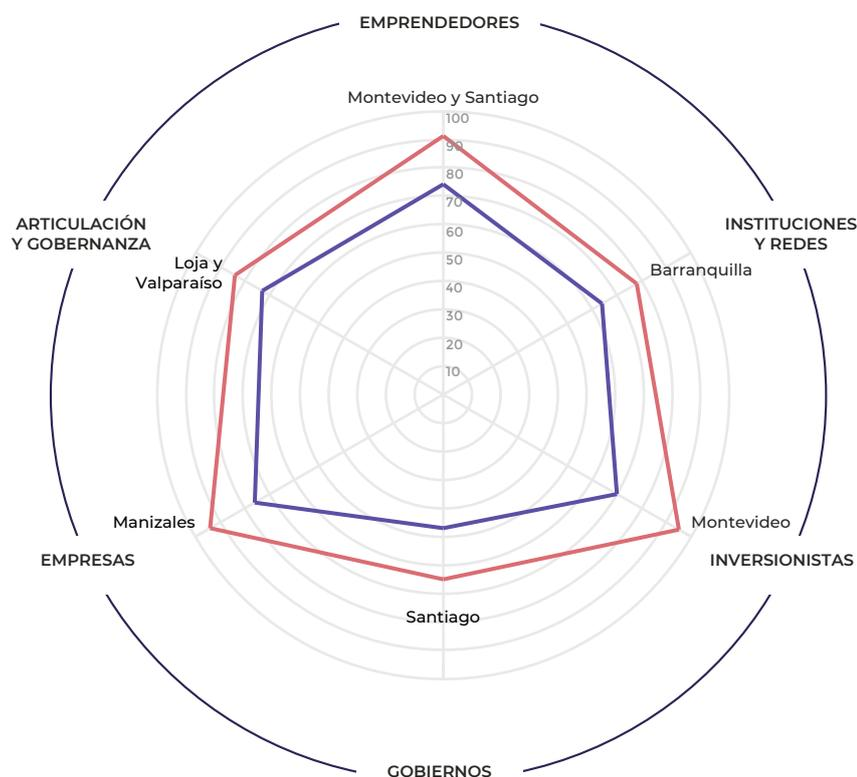 EMPRENDEDORES
Montevideo y Santiago
100
90
80
70
60
50
40
30
20
10
ARTICULACIÓN
Y GOBERNANZA
INSTITUCIONES
Y REDES
Loja y
Valparaíso
Barranquilla
Manizales
Montevideo
EMPRESAS
INVERSIONISTAS
Santiago
GOBIERNOS